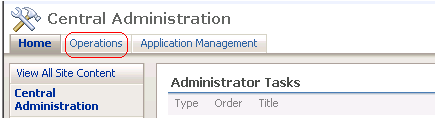 Central Administration
Home Operations Application Management
View All Site Content
Central
Administration
Administrator Tasks
Type Order Title